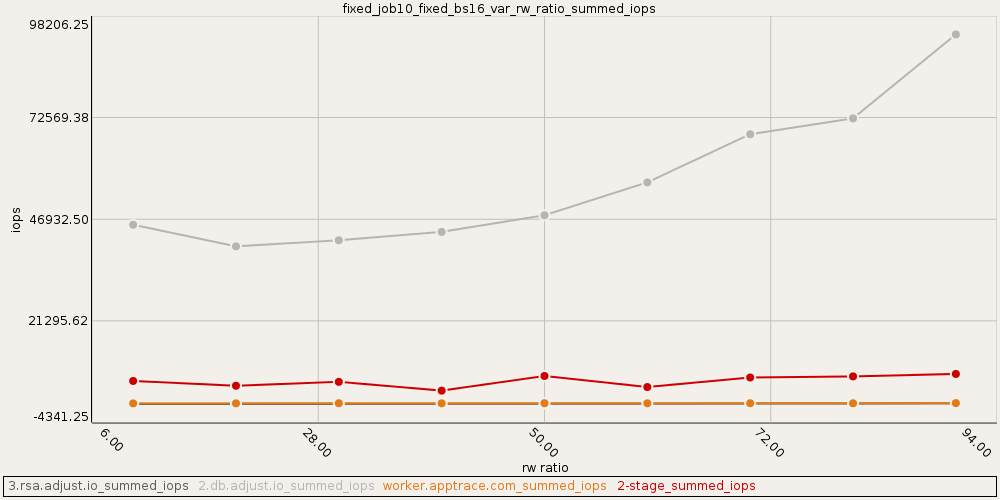 fixed_job10_fixed_bs16_var_rw_ratio_summed_iops
98206.25
72569.38
46932.50
21295.62
-4341.25
iops
6.00 28.00 50.00 72.00 94.00
rw ratio
3.rsa.adjust.io_summed_iops 2.db.adjust.io_summed_iops worker.apptrace.com_summed_iops 2-stage_summed_iops